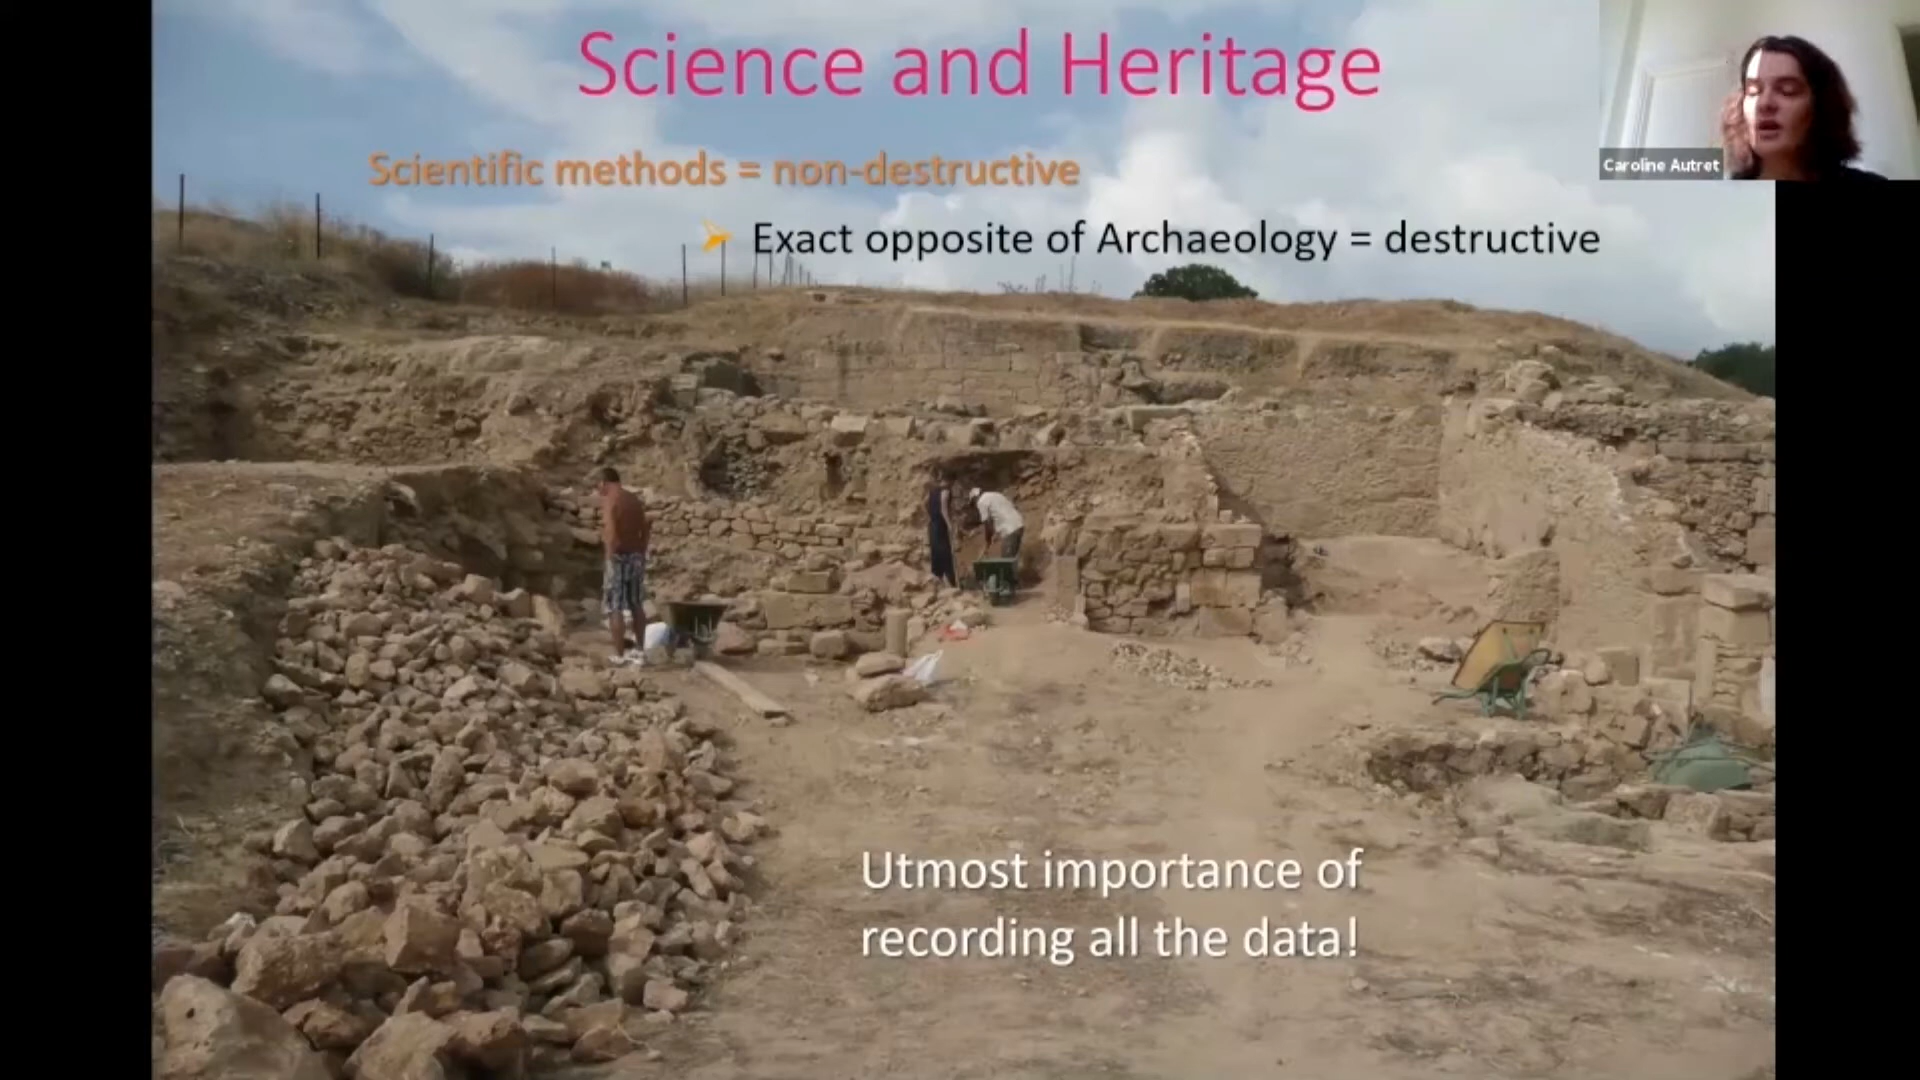 Science and Heritage
Caroline Autret
Scientific methods = non-destructive
Exact opposite of Archaeology = destructive
Utmost importance of
recording all the data!